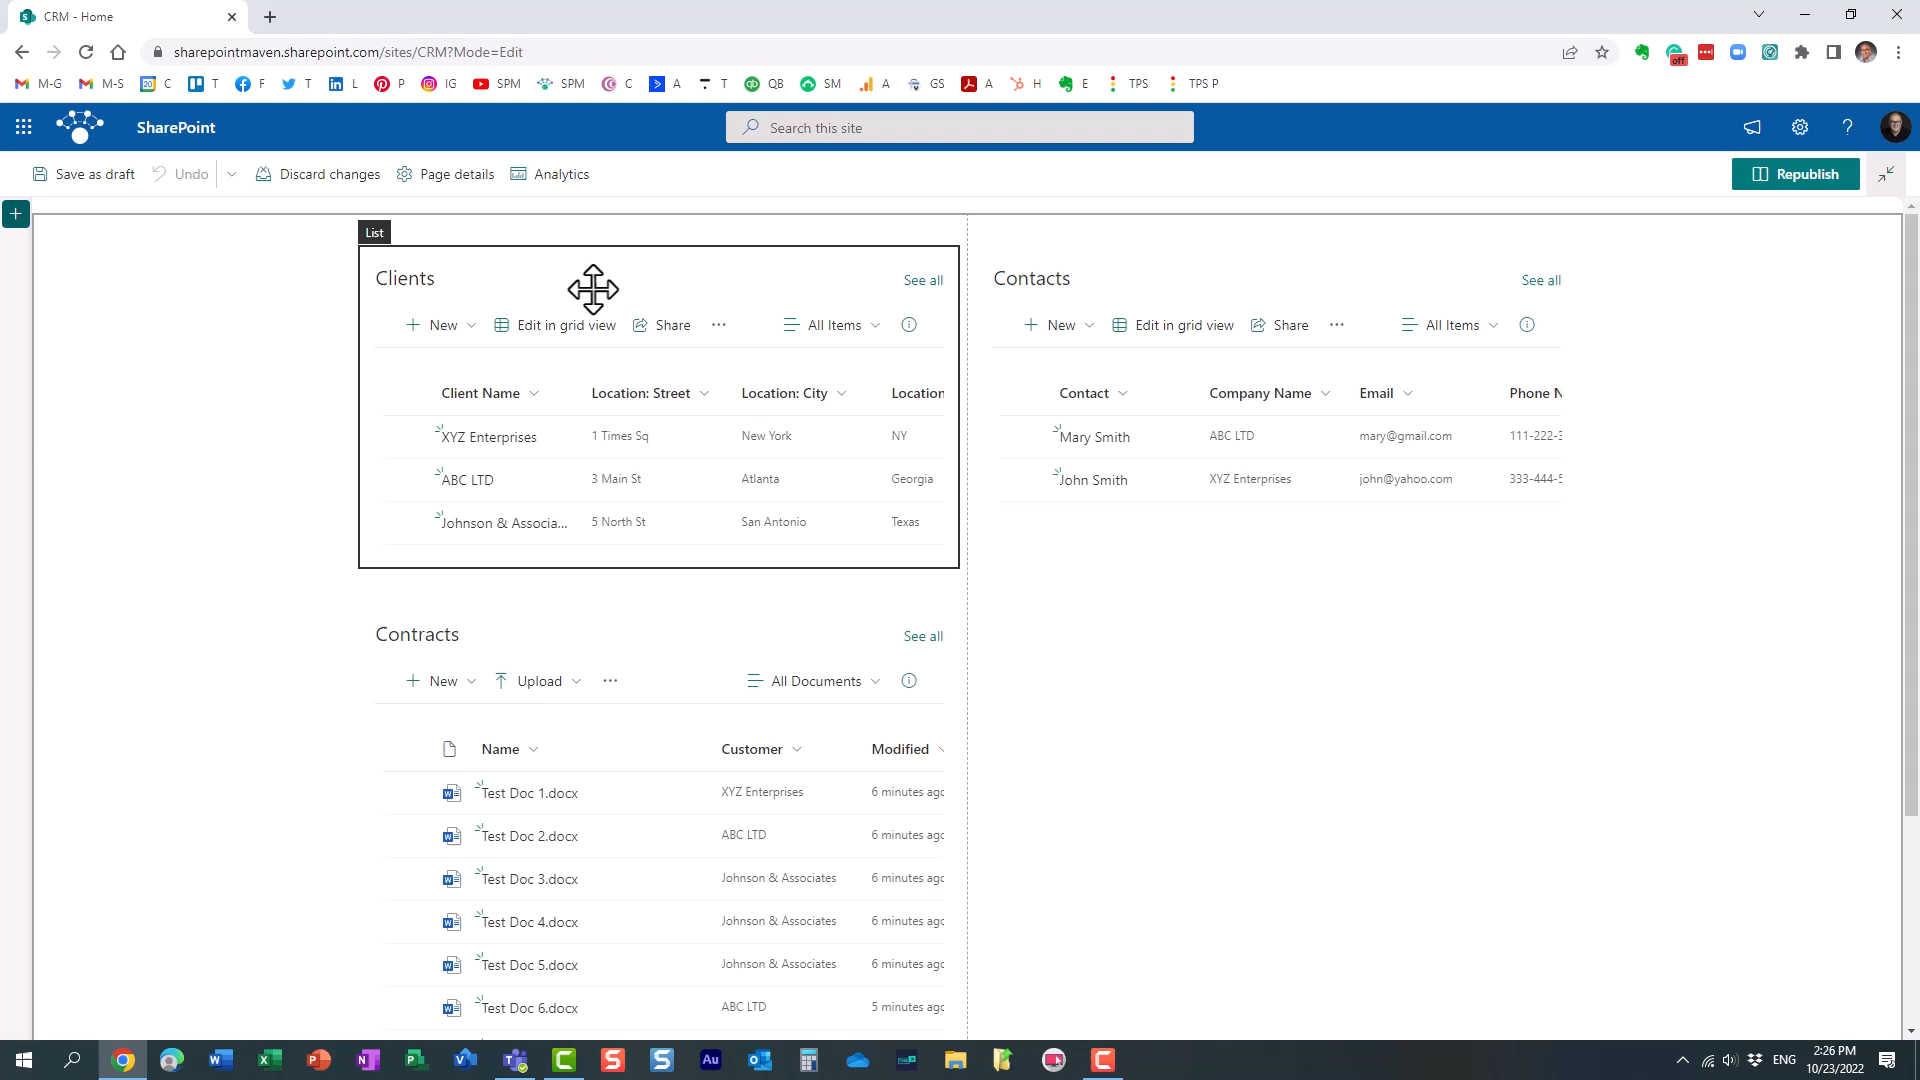 CRM - Home
sharepointmaven.sharepoint.com/sites/CRM?Mode=Edit
off
M-G M-S 20 C T F T L P IG SPM SPM C A T QB SM A GS A H E TPS TPS P
SharePoint
Search this site
Save as draft Undo Discard changes Page details Analytics
Republish
List
Clients See all
New Edit in grid view Share ··· All Items
Client Name Location: Street Location: City Location
XYZ Enterprises 1 Times Sq New York NY
ABC LTD 3 Main St Atlanta Georgia
Johnson & Associa... 5 North St San Antonio Texas
Contacts See all
New Edit in grid view Share ··· All Items
Contact Company Name Email Phone N
Mary Smith ABC LTD mary@gmail.com 111-222-3
John Smith XYZ Enterprises john@yahoo.com 333-444-5
Contracts See all
New Upload ··· All Documents
Name Customer Modified
Test Doc 1.docx XYZ Enterprises 6 minutes ago
Test Doc 2.docx ABC LTD 6 minutes ago
Test Doc 3.docx Johnson & Associates 6 minutes ago
Test Doc 4.docx Johnson & Associates 6 minutes ago
Test Doc 5.docx Johnson & Associates 6 minutes ago
Test Doc 6.docx ABC LTD 5 minutes ago
ENG
2:26 PM
10/23/2022